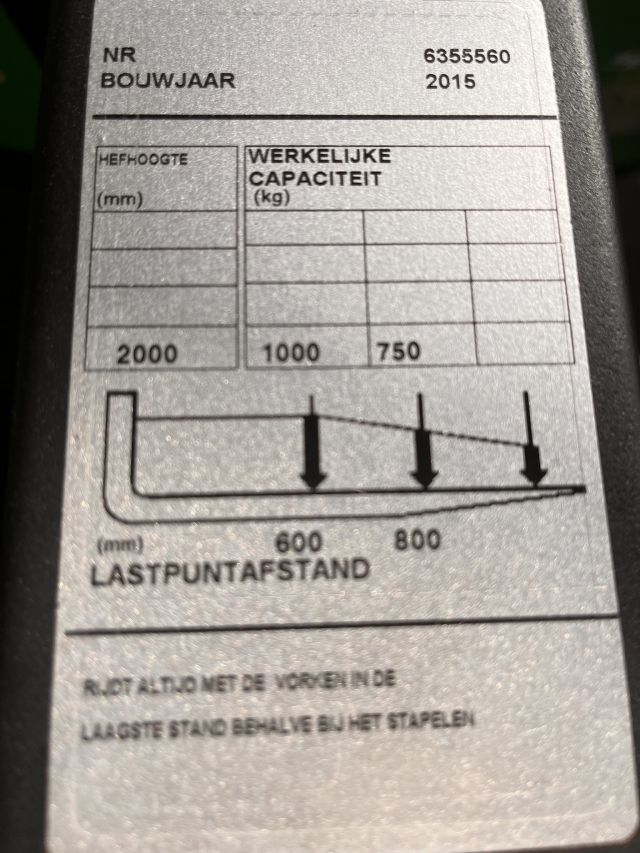 NR 6355560
BOUWJAAR 2015
HEFHOOGTE WERKELIJKE
CAPACITEIT
(mm) (kg)
2000 1000 750
(mm) 600 800
LASTPUNTAFSTAND
RIJDT ALTIJD MET DE VORKEN IN DE
LAAGSTE STAND BEHALVE BIJ HET STAPELEN